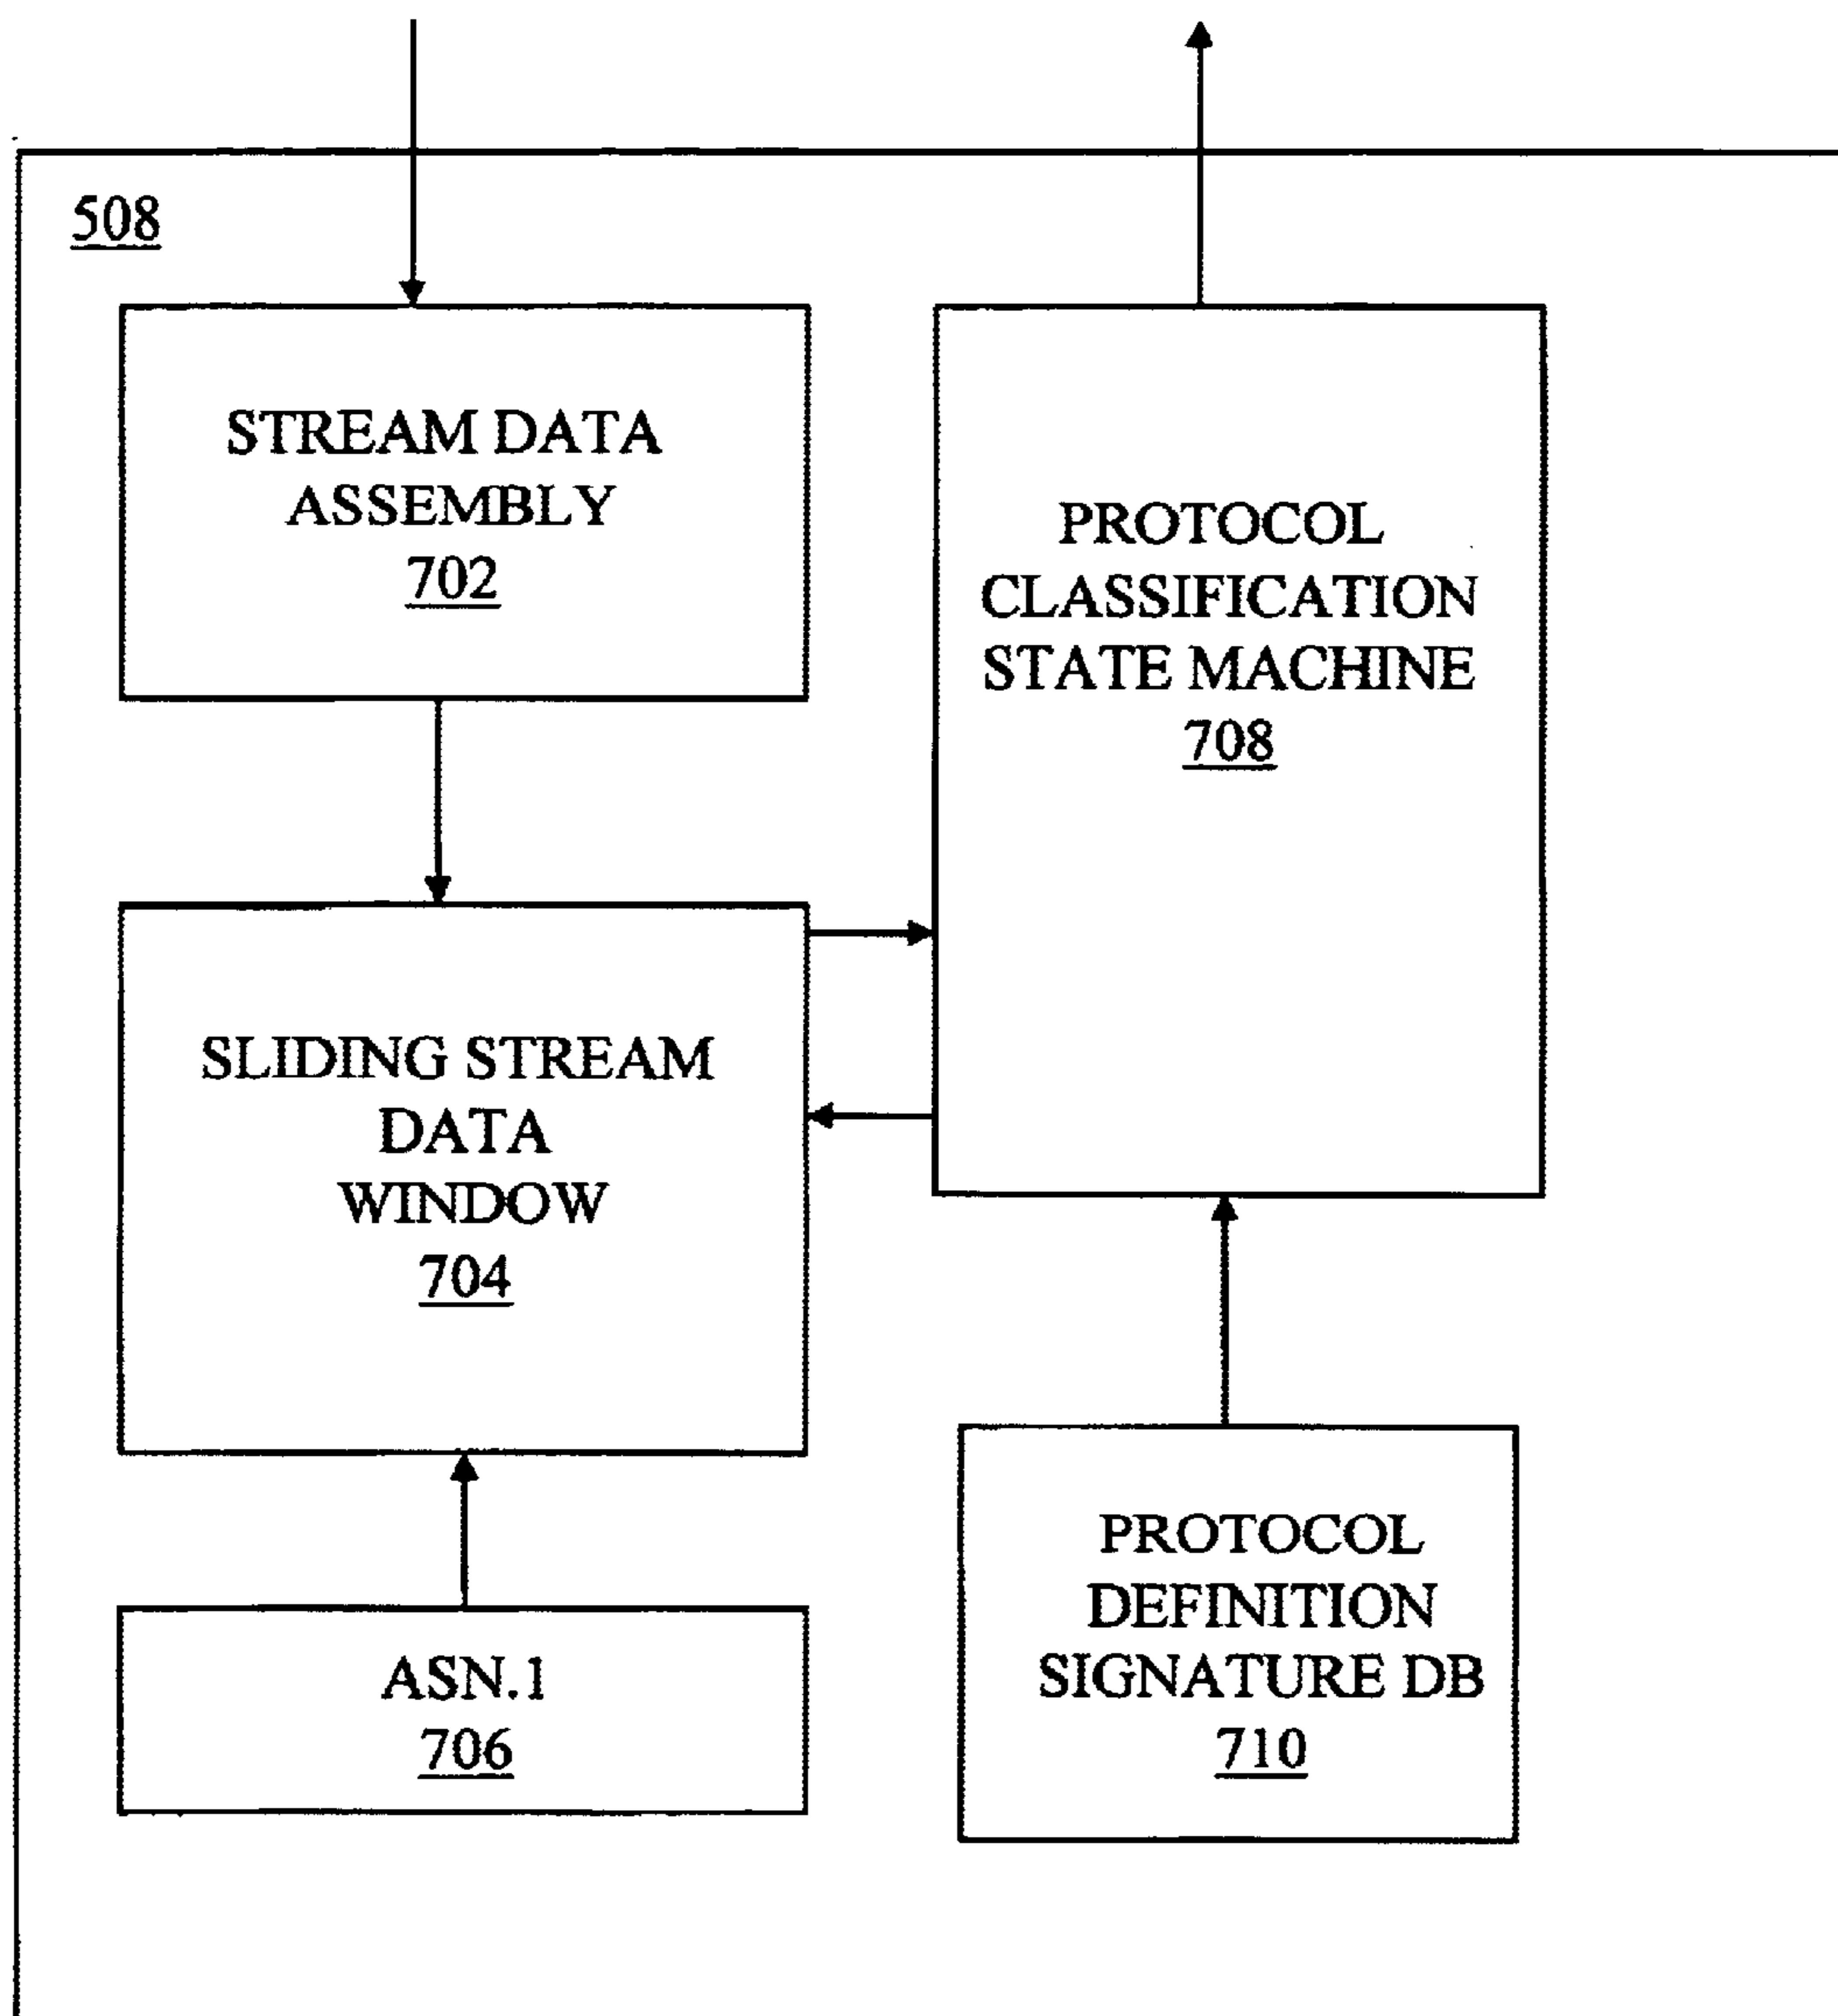 508
STREAM DATA
ASSEMBLY
702
PROTOCOL
CLASSIFICATION
STATE MACHINE
708
SLIDING STREAM
DATA
WINDOW
704
ASN.1
706
PROTOCOL
DEFINITION
SIGNATURE DB
710